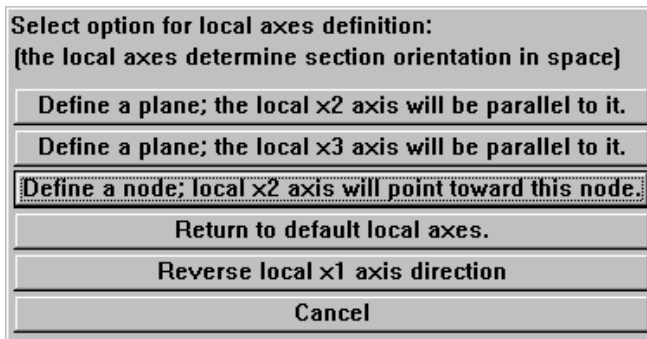 Select option for local axes definition:
(the local axes determine section orientation in space)
Define a plane; the local x2 axis will be parallel to it.
Define a plane; the local x3 axis will be parallel to it.
Define a node; local x2 axis will point toward this node.
Return to default local axes.
Reverse local x1 axis direction
Cancel